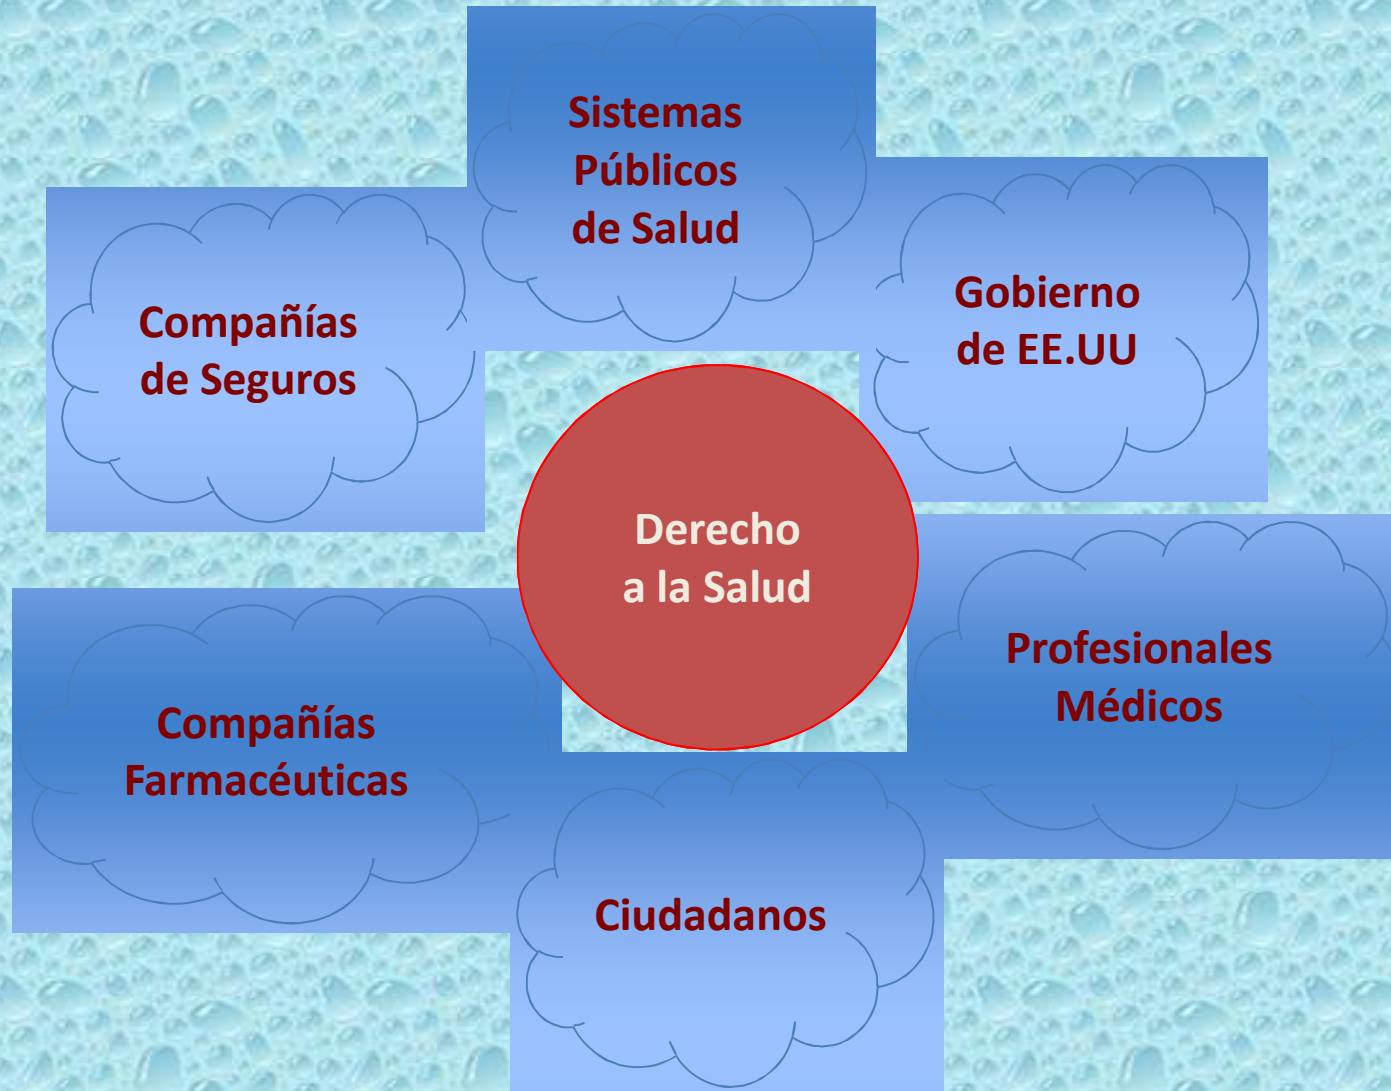 Sistemas
Públicos
de Salud
Gobierno
de EE.UU
Compañías
de Seguros
Derecho
a la Salud
Profesionales
Médicos
Compañías
Farmacéuticas
Ciudadanos